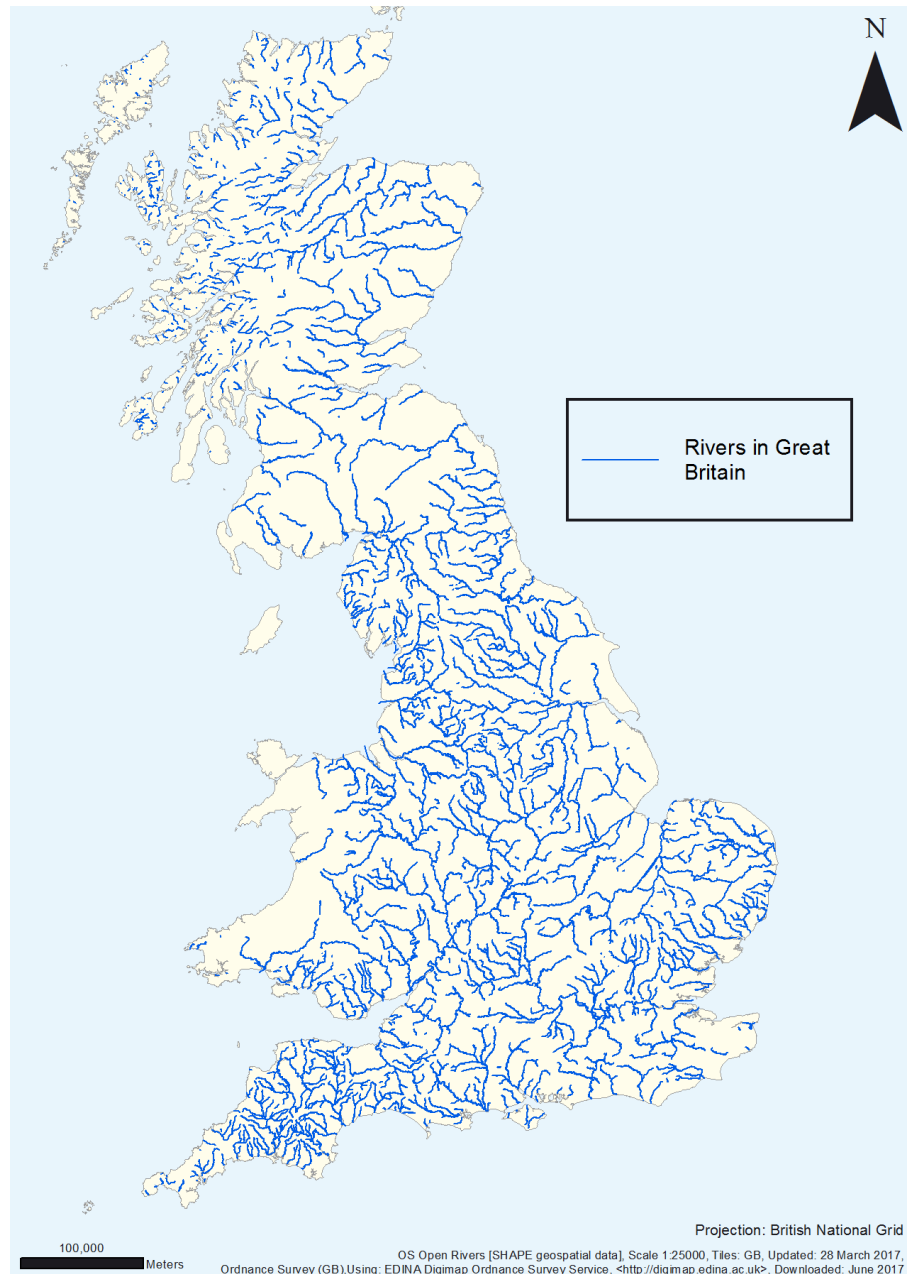 N
Rivers in Great
Britain
Projection: British National Grid
100,000
Meters
OS Open Rivers [SHAPE geospatial data], Scale 1:25000, Tiles: GB, Updated: 28 March 2017,
Ordnance Survey (GB),Using: EDINA Digimap Ordnance Survey Service, <http://digimap.edina.ac.uk>, Downloaded: June 2017